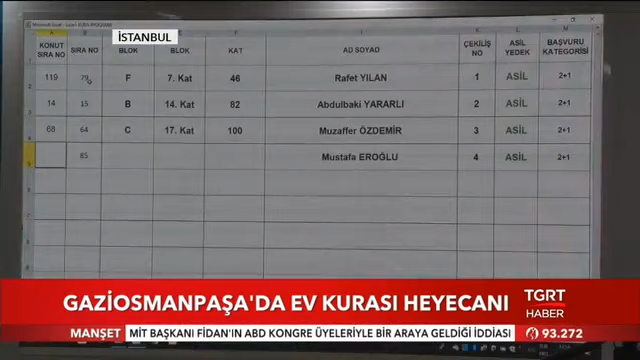 İSTANBUL
KONUT SIRA NO SIRA NO BLOK BLOK KAT AD SOYAD ÇEKİLİŞ NO ASİL YEDEK BAŞVURU KATEGORİSİ
119 79 F 7. Kat 46 Rafet YILAN 1 ASİL 2+1
14 15 B 14. Kat 82 Abdulbaki YARARLI 2 ASİL 2+1
68 64 C 17. Kat 100 Muzaffer ÖZDEMİR 3 ASİL 2+1
85 Mustafa EROĞLU 4 ASİL 2+1
GAZİOSMANPAŞA'DA EV KURASI HEYECANI
TGRT HABER
MANŞET MİT BAŞKANI FİDAN'IN ABD KONGRE ÜYELERİYLE BİR ARAYA GELDİĞİ İDDİASI 93.272